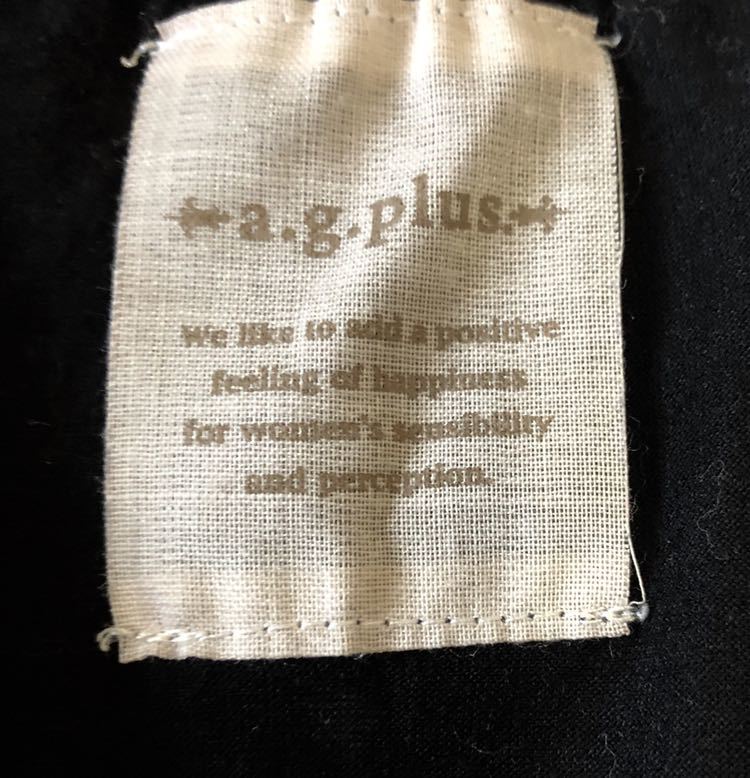 a.g.plus.
We like to add a positive
feeling of happiness
for women's sensibility
and perception.